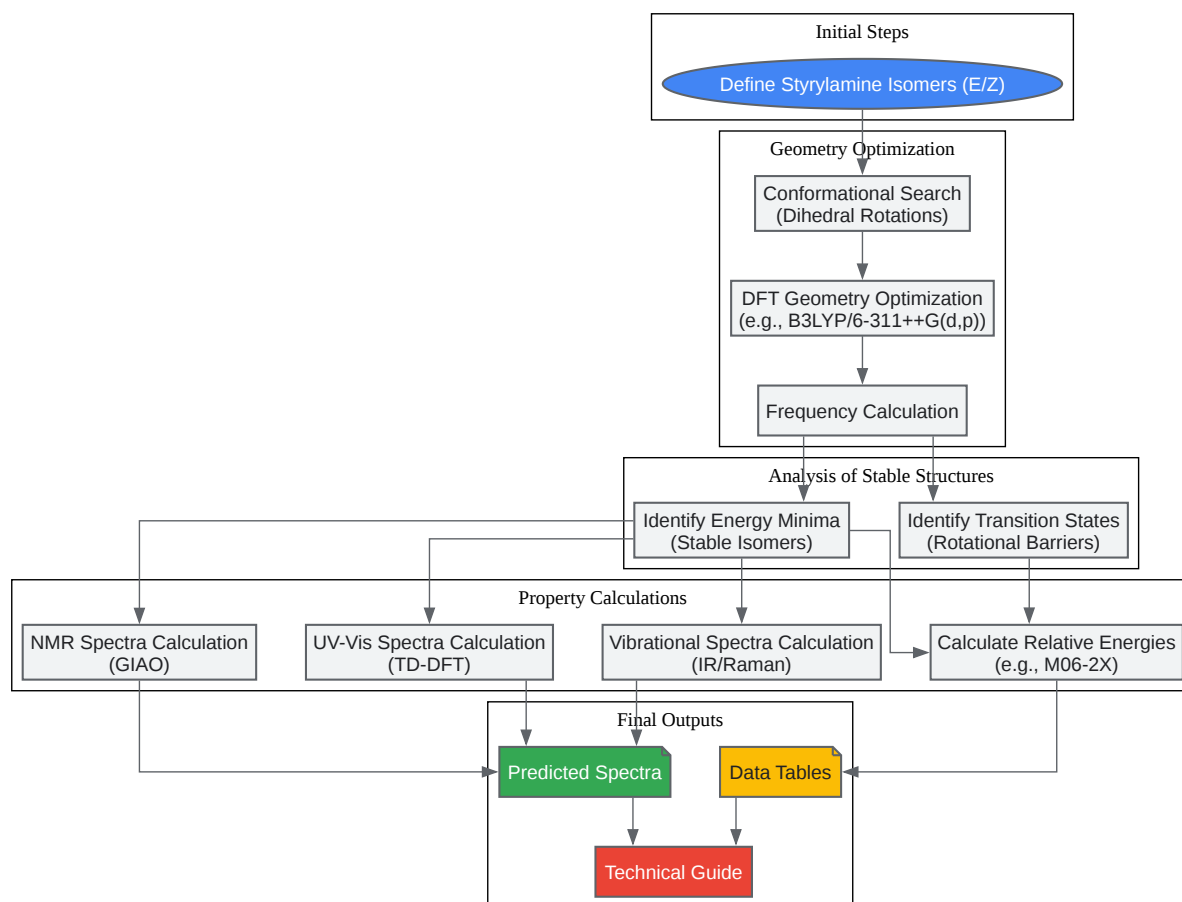 Initial Steps
Define Styrylamine Isomers (E/Z)
Geometry Optimization
Conformational Search
(Dihedral Rotations)
DFT Geometry Optimization
(e.g., B3LYP/6-311++G(d,p))
Frequency Calculation
Analysis of Stable Structures
Identify Energy Minima
(Stable Isomers)
Identify Transition States
(Rotational Barriers)
Property Calculations
NMR Spectra Calculation
(GIAO)
UV-Vis Spectra Calculation
(TD-DFT)
Vibrational Spectra Calculation
(IR/Raman)
Calculate Relative Energies
(e.g., M06-2X)
Final Outputs
Predicted Spectra
Data Tables
Technical Guide